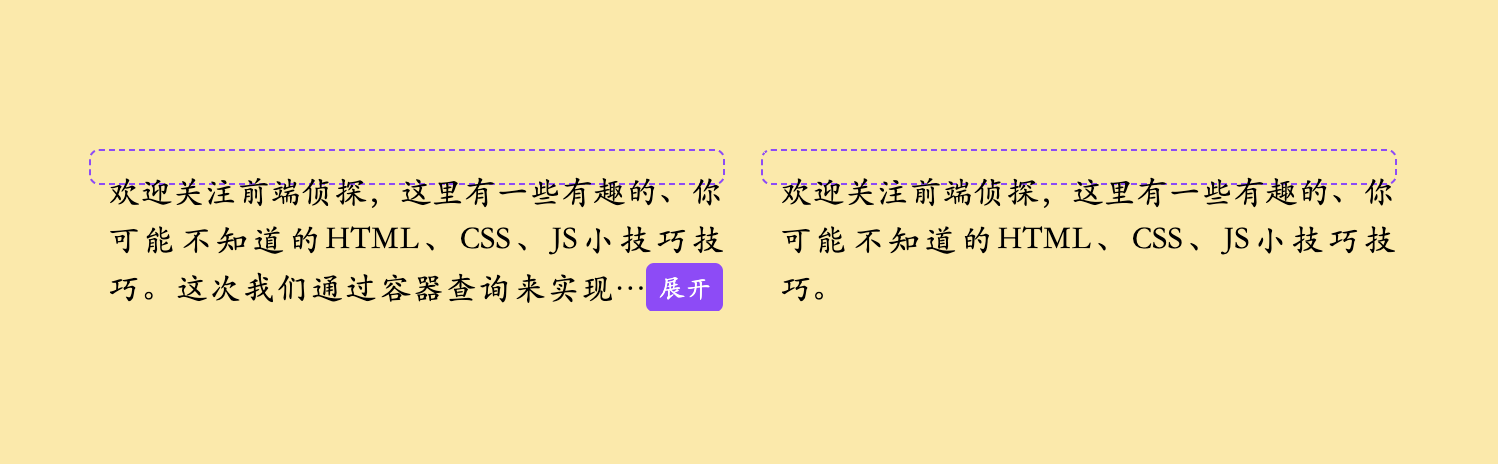 欢迎关注前端侦探，这里有一些有趣的、你
可能不知道的HTML、CSS、JS小技巧技
巧。这次我们通过容器查询来实现…展开
欢迎关注前端侦探，这里有一些有趣的、你
可能不知道的HTML、CSS、JS小技巧技
巧。